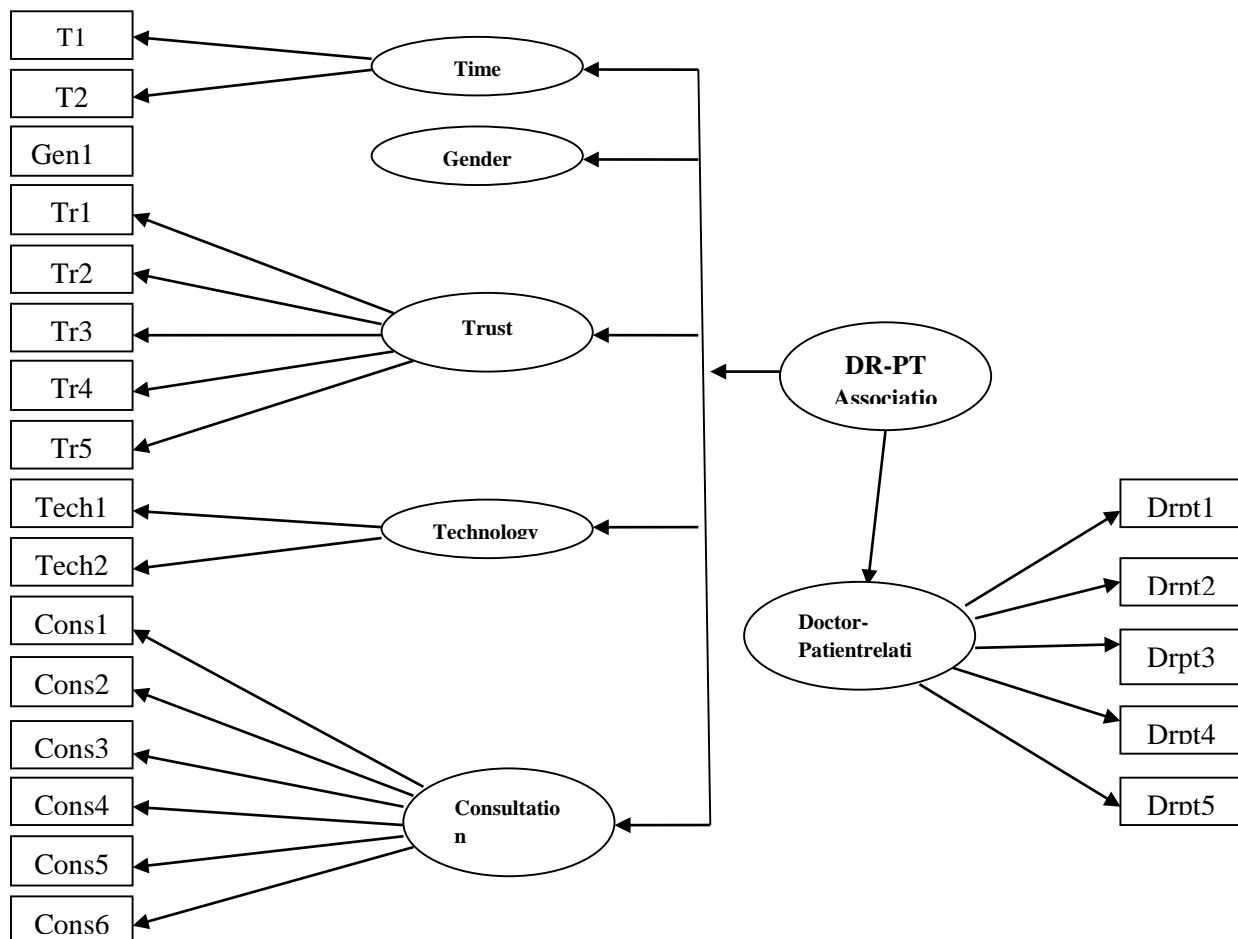 T1
T2
Gen1
Tr1
Tr2
Tr3
Tr4
Tr5
Tech1
Tech2
Cons1
Cons2
Cons3
Cons4
Cons5
Cons6
Time
Gender
Trust
Technology
Consultatio
n
DR-PT
Associatio
Doctor-
Patientrelati
Drpt1
Drpt2
Drpt3
Drpt4
Drpt5